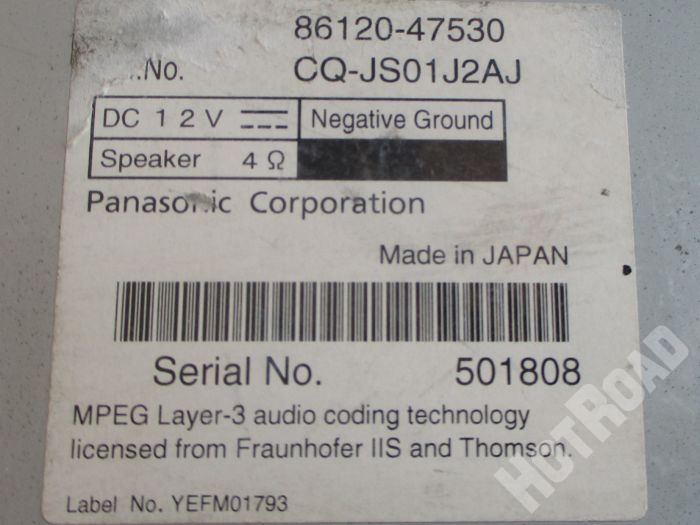 86120-47530
.No. CQ-JS01J2AJ
DC 12V Negative Ground
Speaker 4Ω
Panasonic Corporation
Made in JAPAN
Serial No. 501808
MPEG Layer-3 audio coding technology
licensed from Fraunhofer IIS and Thomson.
Label No. YEFM01793
HOTROAD